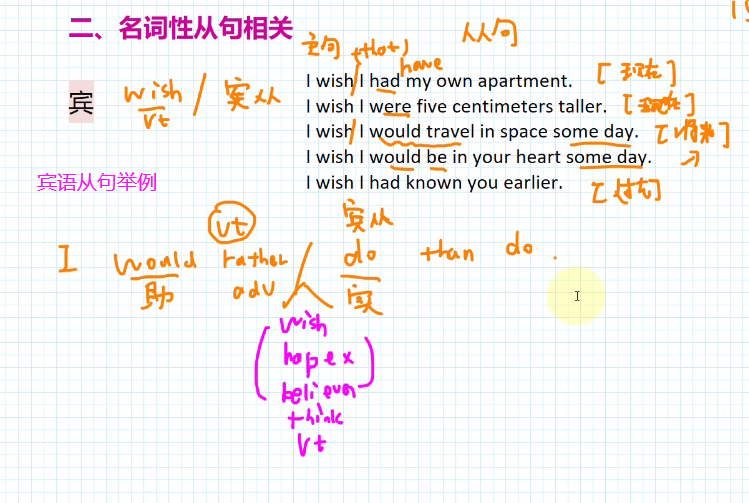 二、名词性从句相关
主句 (that) 从句
have
宾 wish / 宾从
vt
I wish I had my own apartment. [现在]
I wish I were five centimeters taller. [现在]
I wish I would travel in space some day. [将来]
I wish I would be in your heart some day. →
I wish I had known you earlier. [过去]
宾语从句举例
vt 宾从
I would rather / do than do .
助 adv 宾
wish
hope x
believe
think
vt